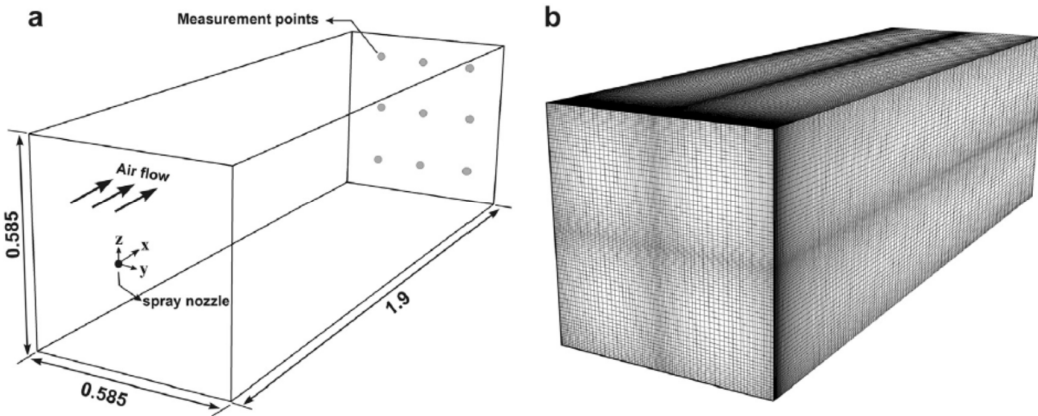 a
Measurement points
Air flow
0.585
z
x
y
spray nozzle
0.585
1.9
b